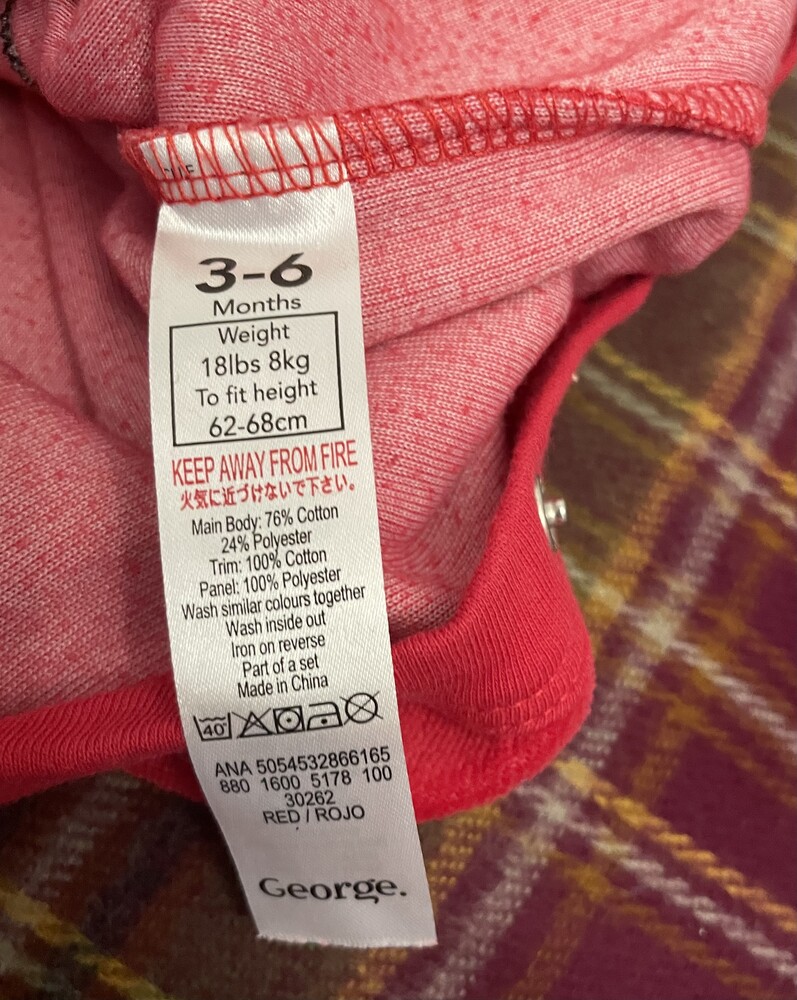 3-6
Months
Weight
18lbs 8kg
To fit height
62-68cm
KEEP AWAY FROM FIRE
火気に近づけないで下さい。
Main Body: 76% Cotton
24% Polyester
Trim: 100% Cotton
Panel: 100% Polyester
Wash similar colours together
Wash inside out
Iron on reverse
Part of a set
Made in China
40°
ANA 5054532866165
880 1600 5178 100
30262
RED / ROJO
George.